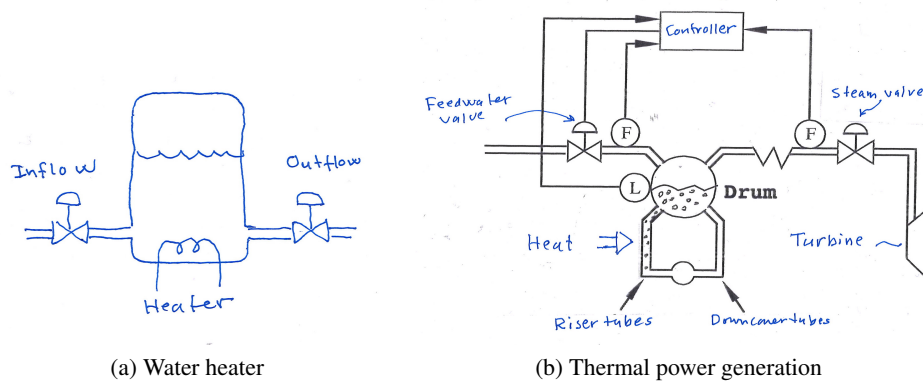 Inflow
Outflow
Heater
(a) Water heater
Controller
Feedwater
valve
Steam valve
F
F
L
Drum
Heat
Turbine
Riser tubes
Downcomer tubes
(b) Thermal power generation